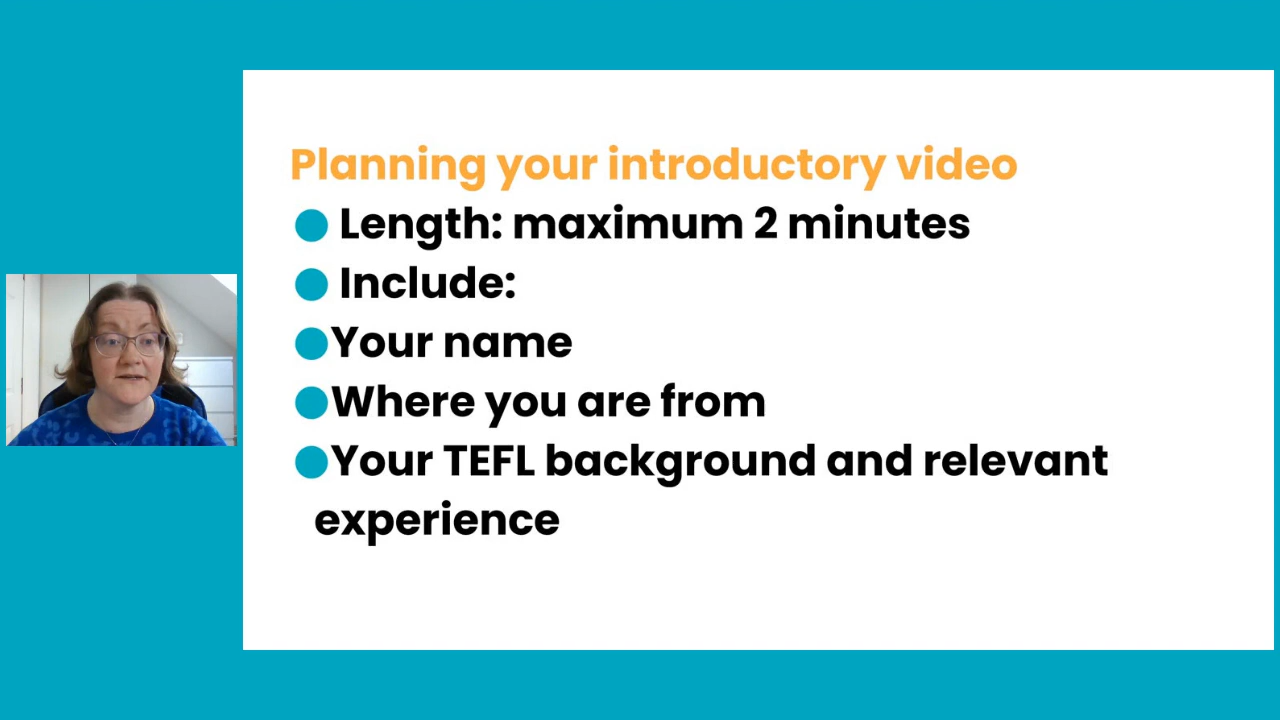 Planning your introductory video
● Length: maximum 2 minutes
● Include:
●Your name
●Where you are from
●Your TEFL background and relevant
experience